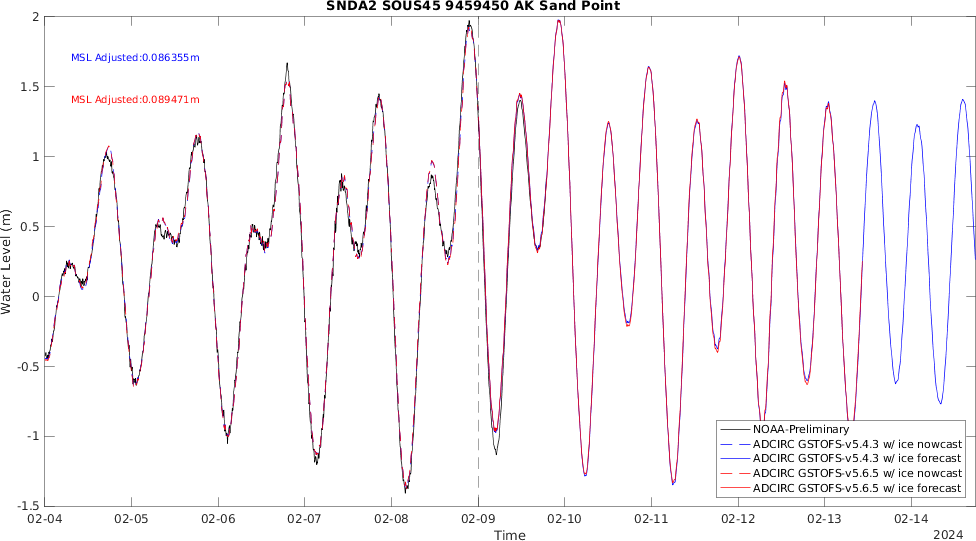 SNDA2 SOUS45 9459450 AK Sand Point
2
MSL Adjusted:0.086355m
1.5
MSL Adjusted:0.089471m
1
0.5
Water Level (m)
0
-0.5
-1
NOAA-Preliminary
ADCIRC GSTOFS-v5.4.3 w/ ice nowcast
ADCIRC GSTOFS-v5.4.3 w/ ice forecast
ADCIRC GSTOFS-v5.6.5 w/ ice nowcast
ADCIRC GSTOFS-v5.6.5 w/ ice forecast
-1.5
02-04 02-05 02-06 02-07 02-08 02-09 02-10 02-11 02-12 02-13 02-14
Time
2024